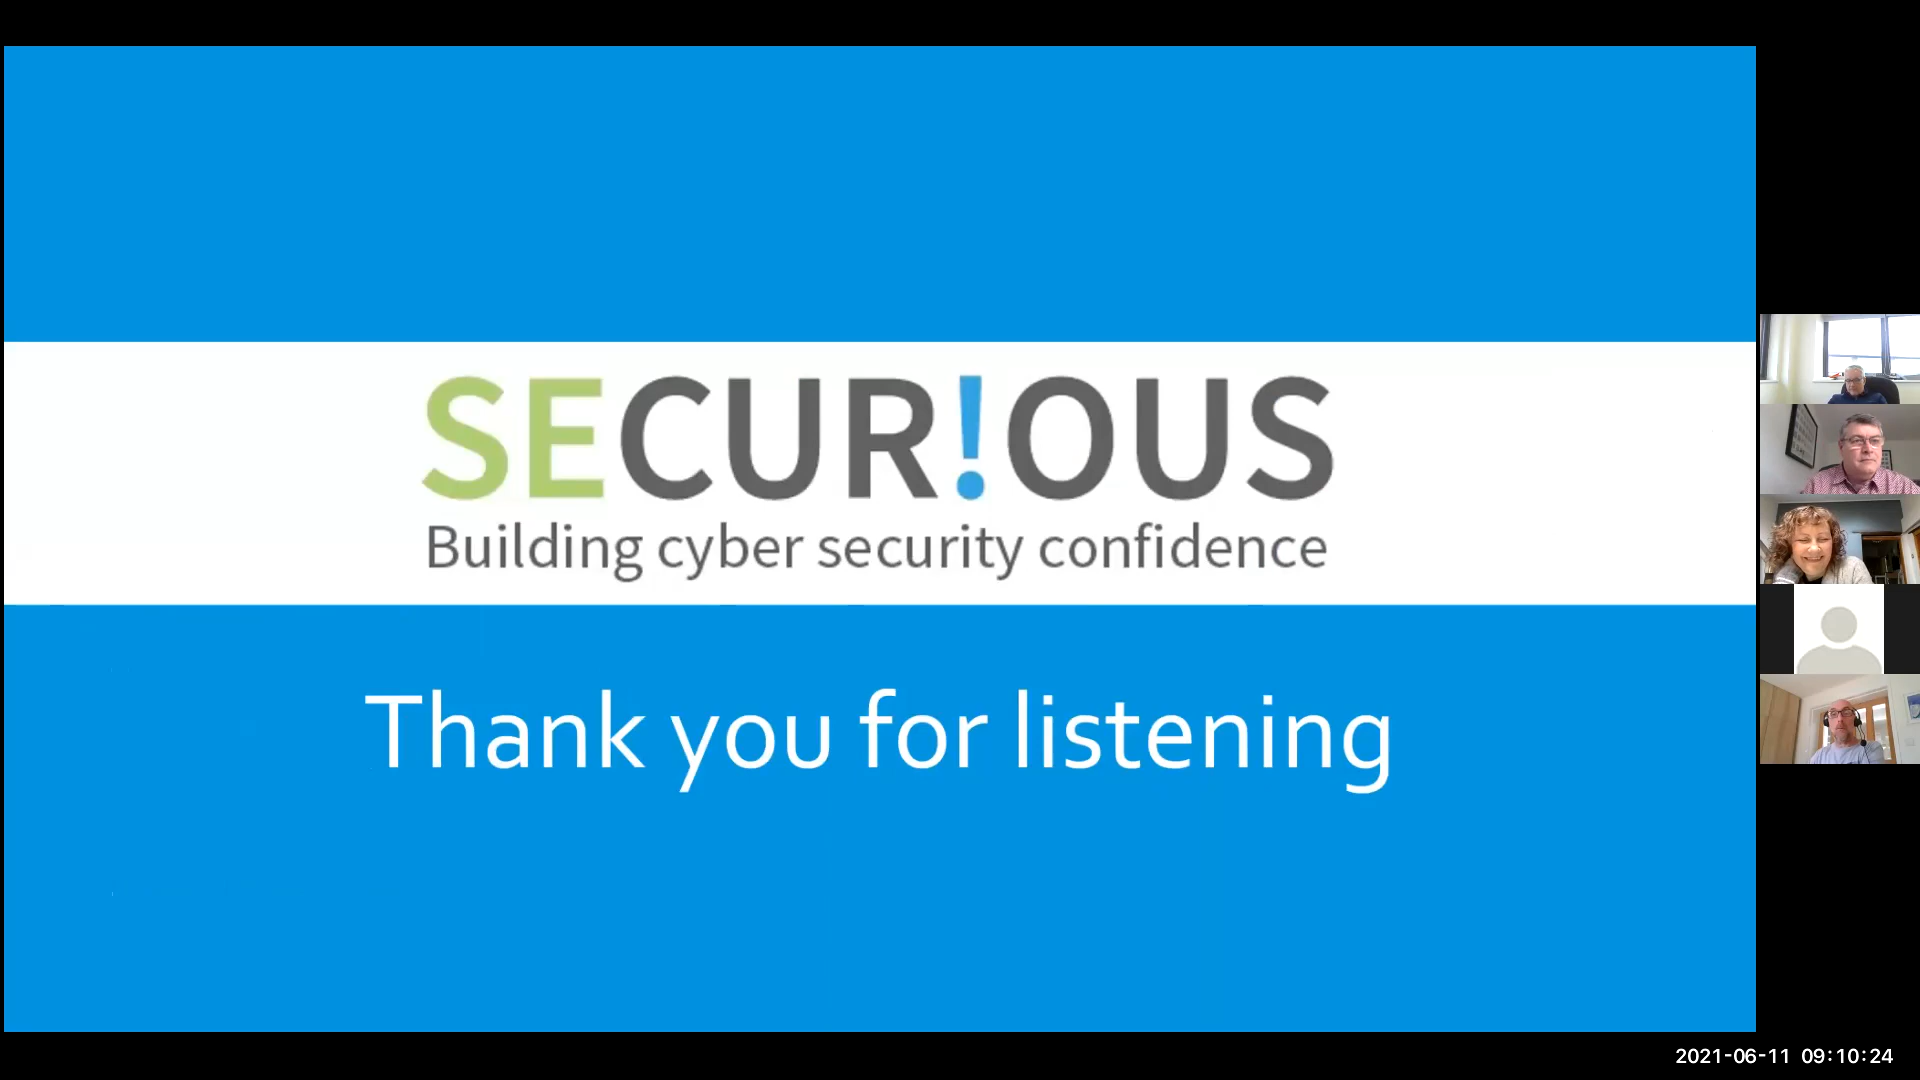 SECUR!OUS
Building cyber security confidence
Thank you for listening
2021-06-11 09:10:24